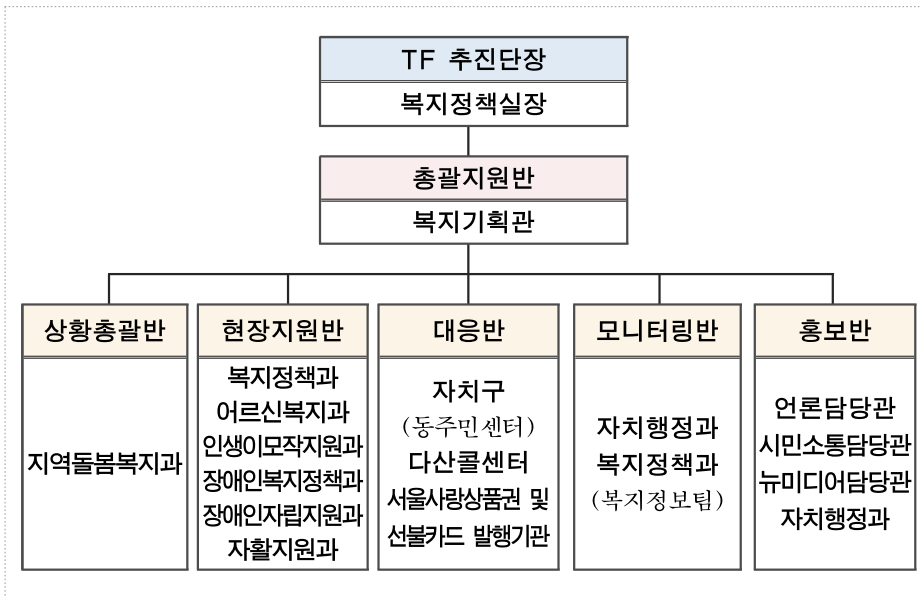 TF 추진단장
복지정책실장
총괄지원반
복지기획관
상황총괄반
지역돌봄복지과
현장지원반
복지정책과
어르신복지과
인생이모작지원과
장애인복지정책과
장애인자립지원과
자활지원과
대응반
자치구
(동주민센터)
다산콜센터
서울사랑상품권 및
선불카드 발행기관
모니터링반
자치행정과
복지정책과
(복지정보팀)
홍보반
언론담당관
시민소통담당관
뉴미디어담당관
자치행정과